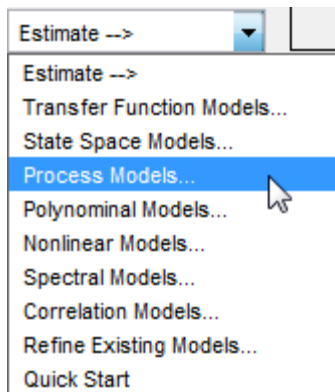 Estimate -->
Estimate -->
Transfer Function Models...
State Space Models...
Process Models...
Polynominal Models...
Nonlinear Models...
Spectral Models...
Correlation Models...
Refine Existing Models...
Quick Start